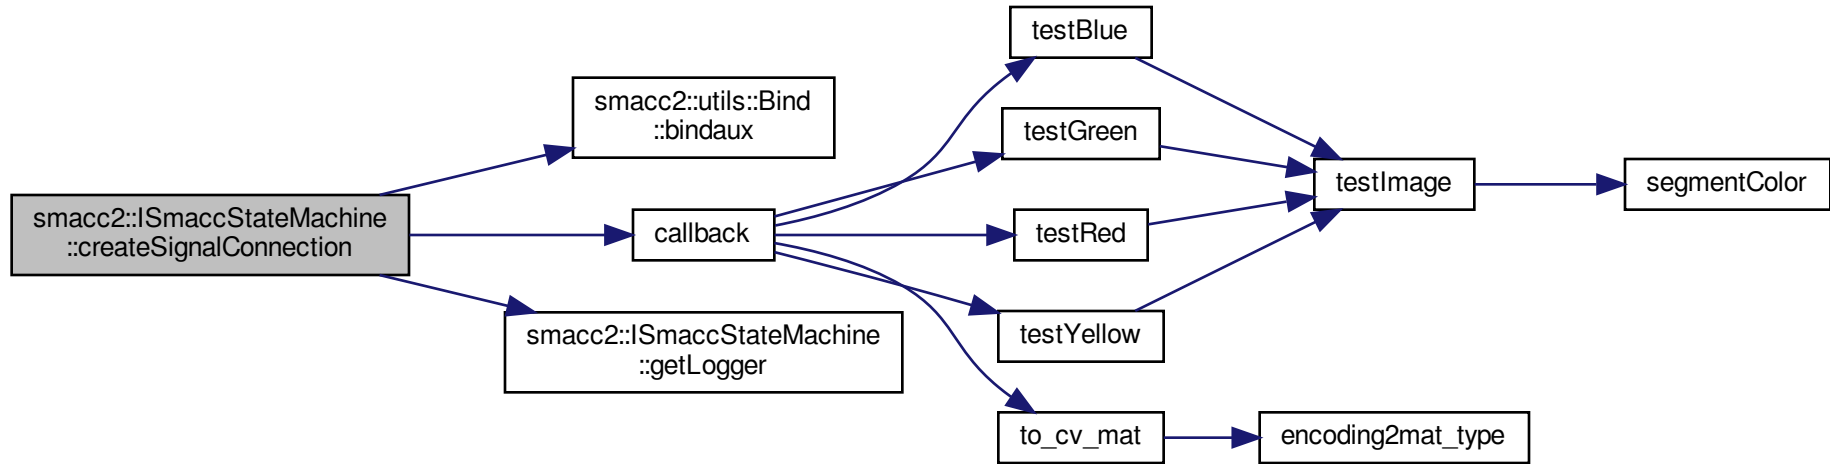 smacc2::ISmaccStateMachine
::createSignalConnection
smacc2::utils::Bind
::bindaux
callback
smacc2::ISmaccStateMachine
::getLogger
testBlue
testGreen
testRed
testYellow
to_cv_mat
testImage
encoding2mat_type
segmentColor